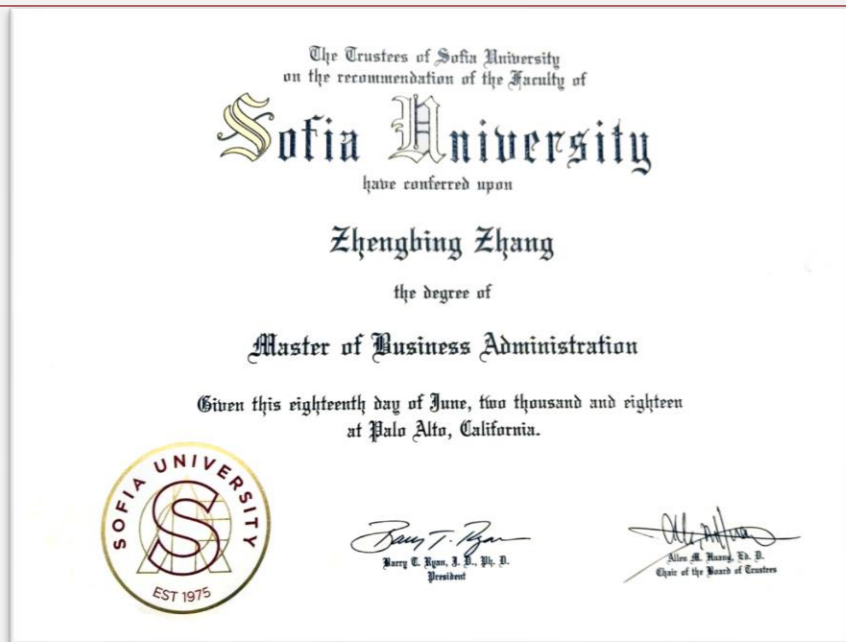 The Trustees of Sofia University
on the recommendation of the Faculty of
Sofia University
have conferred upon
Zhengbing Zhang
the degree of
Master of Business Administration
Given this eighteenth day of June, two thousand and eighteen
at Palo Alto, California.
SOFIA UNIVERSITY
S
EST 1975
Barry T. Ryan
Barry T. Ryan, J. D., Ph. D.
President
Allen M. Huang, Ed. D.
Chair of the Board of Trustees